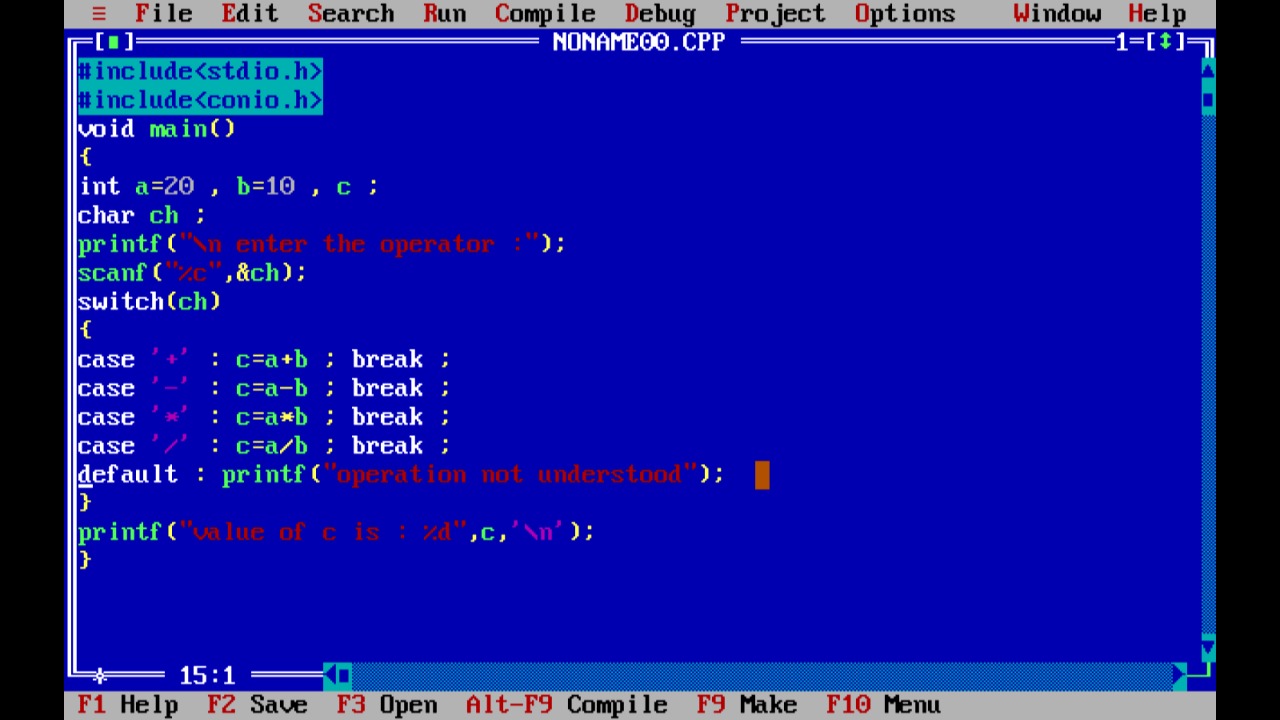 ≡ File Edit Search Run Compile Debug Project Options Window Help
[■] NONAME00.CPP 1=[↕]
#include<stdio.h>
#include<conio.h>
void main()
{
int a=20 , b=10 , c ;
char ch ;
printf("\n enter the operator :");
scanf("%c",&ch);
switch(ch)
{
case '+' : c=a+b ; break ;
case '-' : c=a-b ; break ;
case '*' : c=a*b ; break ;
case '/' : c=a/b ; break ;
default : printf("operation not understood");
}
printf("value of c is : %d",c,'\n');
}
15:1
F1 Help F2 Save F3 Open Alt-F9 Compile F9 Make F10 Menu